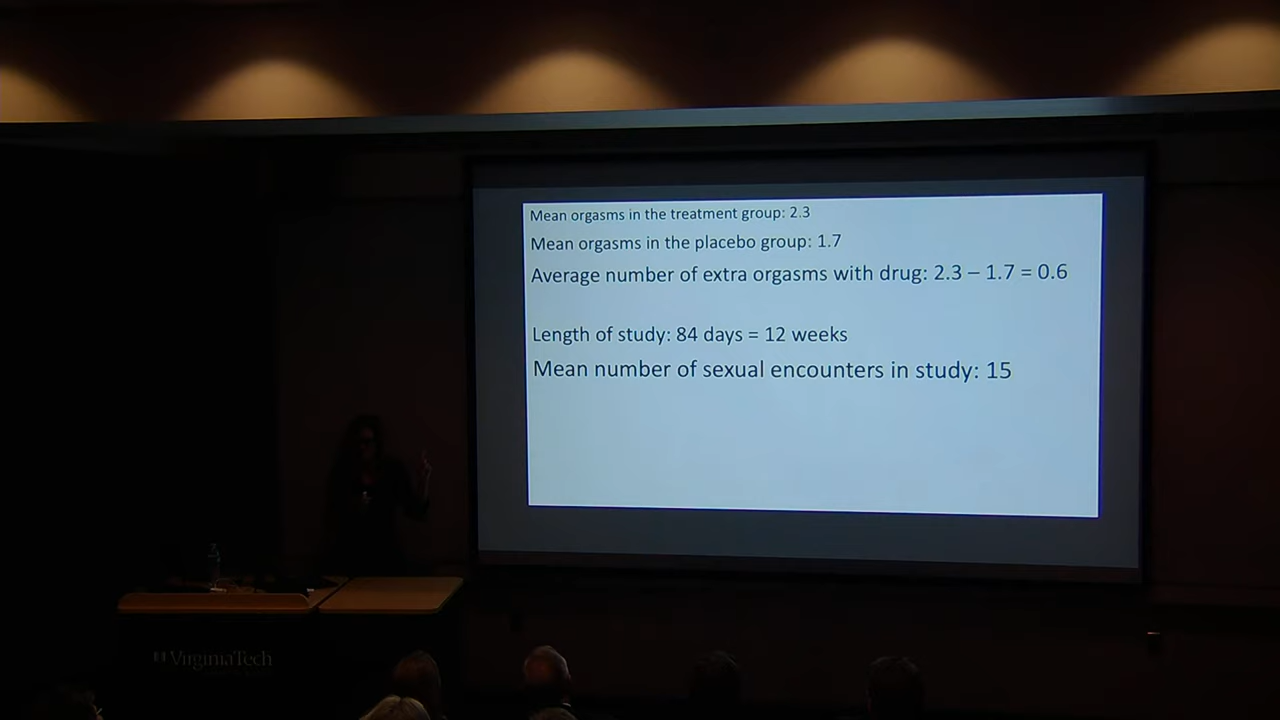 Mean orgasms in the treatment group: 2.3
Mean orgasms in the placebo group: 1.7
Average number of extra orgasms with drug: 2.3 – 1.7 = 0.6
Length of study: 84 days = 12 weeks
Mean number of sexual encounters in study: 15
VirginiaTech